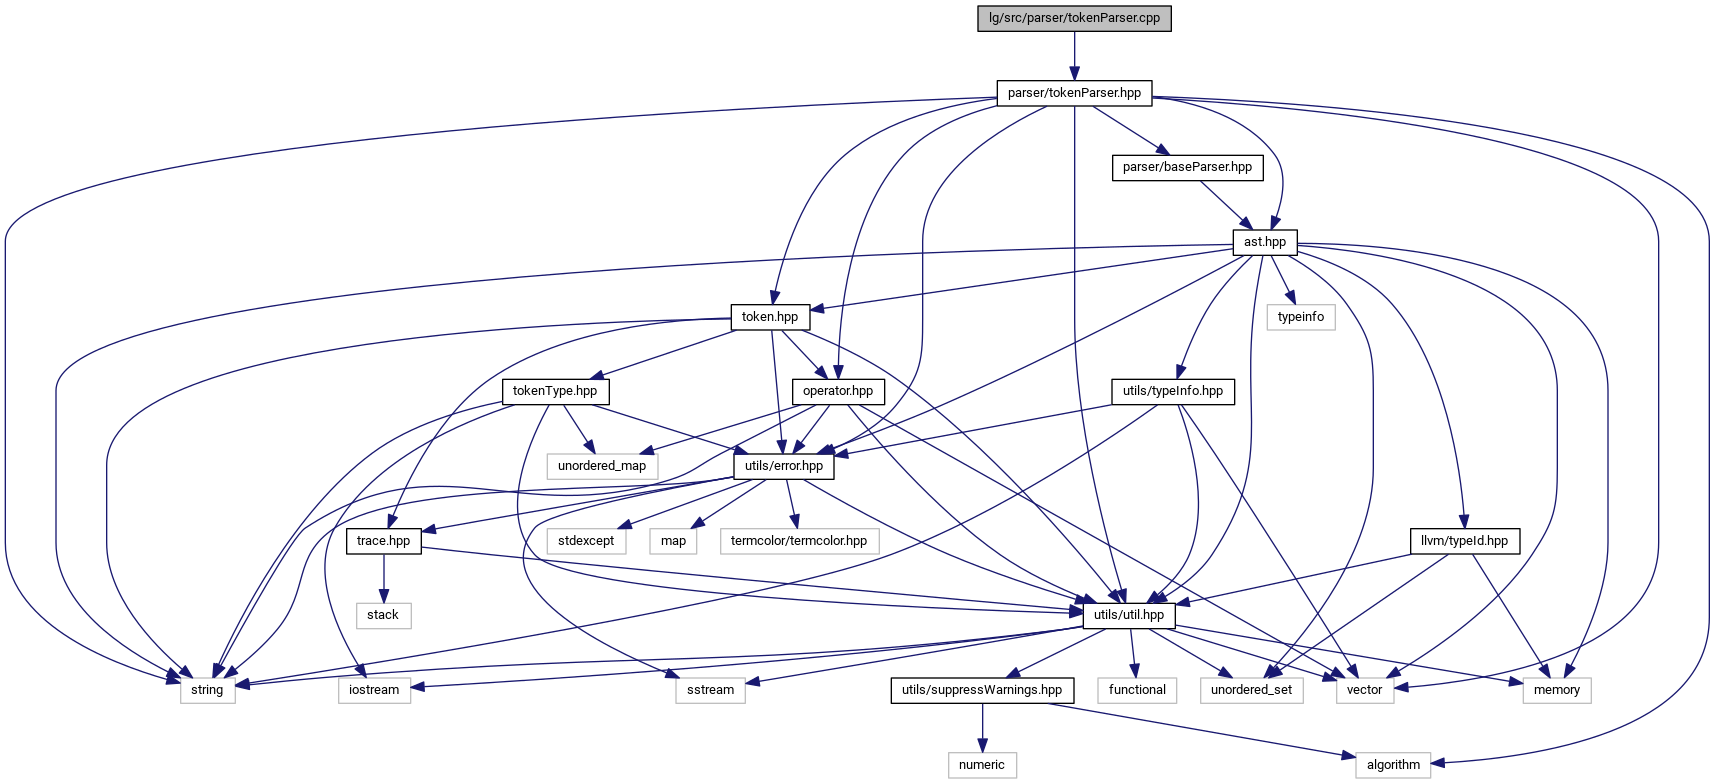 lg/src/parser/tokenParser.cpp
parser/tokenParser.hpp
parser/baseParser.hpp
ast.hpp
token.hpp
typeinfo
tokenType.hpp
operator.hpp
utils/typeInfo.hpp
unordered_map
utils/error.hpp
trace.hpp
stdexcept
map
termcolor/termcolor.hpp
llvm/typeId.hpp
stack
utils/util.hpp
string
iostream
sstream
utils/suppressWarnings.hpp
functional
unordered_set
vector
memory
numeric
algorithm